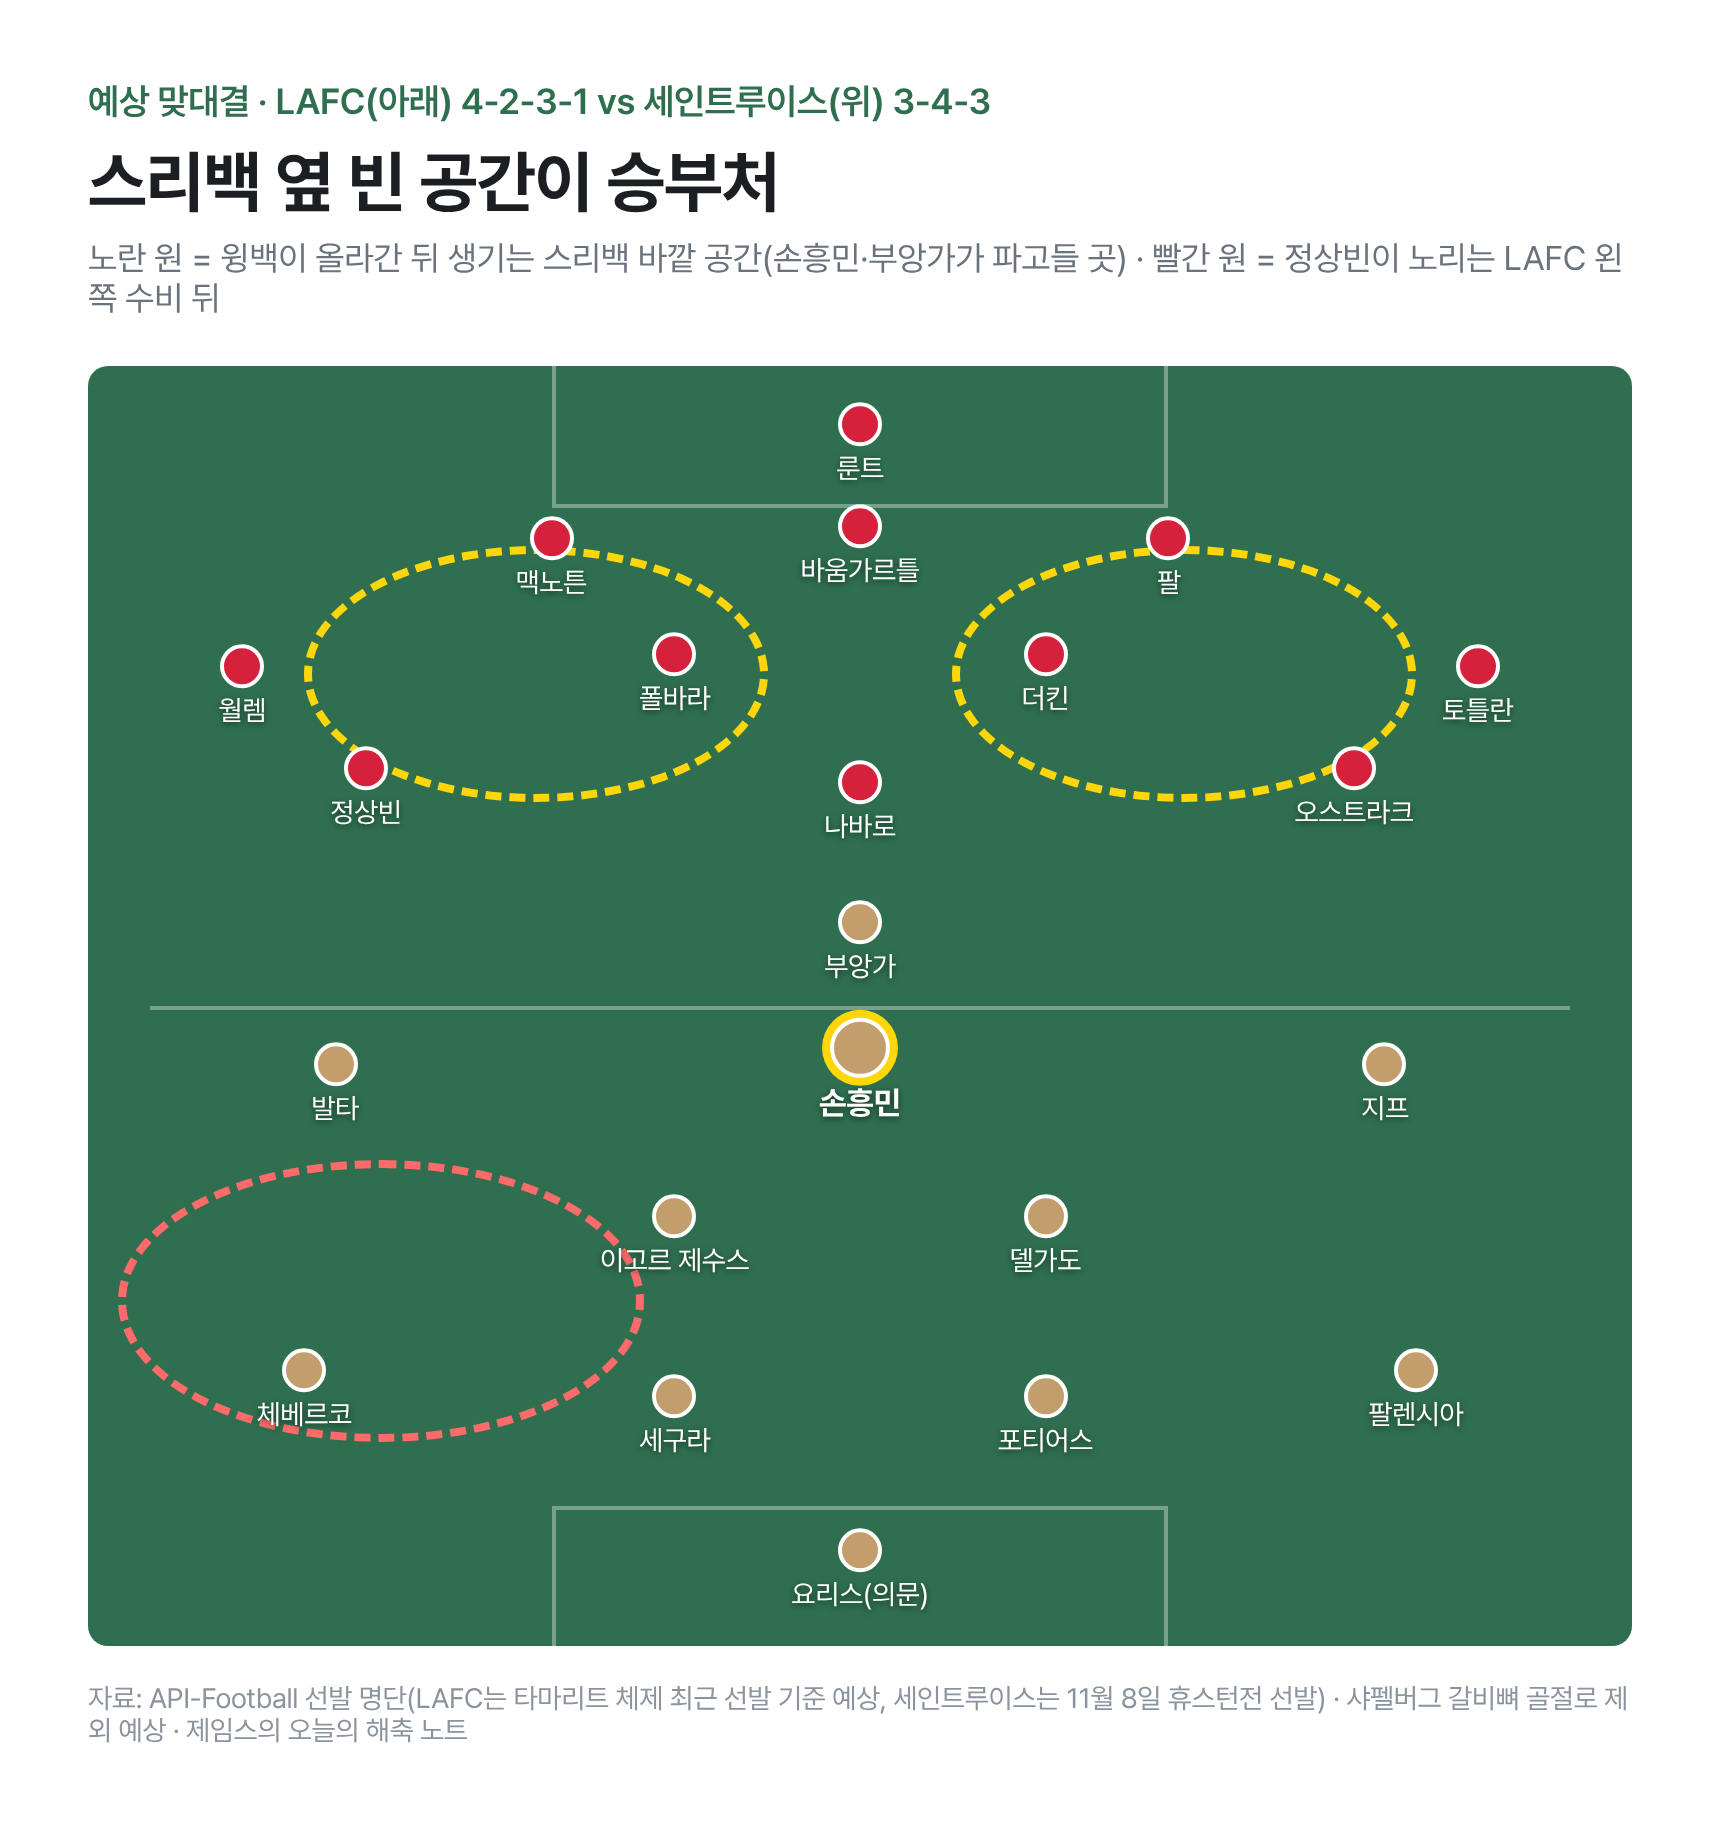 예상 맞대결 · LAFC(아래) 4-2-3-1 vs 세인트루이스(위) 3-4-3
스리백 옆 빈 공간이 승부처
노란 원 = 윙백이 올라간 뒤 생기는 스리백 바깥 공간(손흥민·부앙가가 파고들 곳) · 빨간 원 = 정상빈이 노리는 LAFC 왼
쪽 수비 뒤
룬트
바움가르틀
맥노튼
팔
폴바라
더킨
월렘
토틀란
정상빈
오스트라크
나바로
부앙가
손흥민
발타
지프
이고르 제수스
델가도
체베르코
팔렌시아
세구라
포티어스
요리스(의문)
자료: API-Football 선발 명단(LAFC는 타마리트 체제 최근 선발 기준 예상, 세인트루이스는 11월 8일 휴스턴전 선발) · 샤펠버그 갈비뼈 골절로 제
외 예상 · 제임스의 오늘의 해축 노트